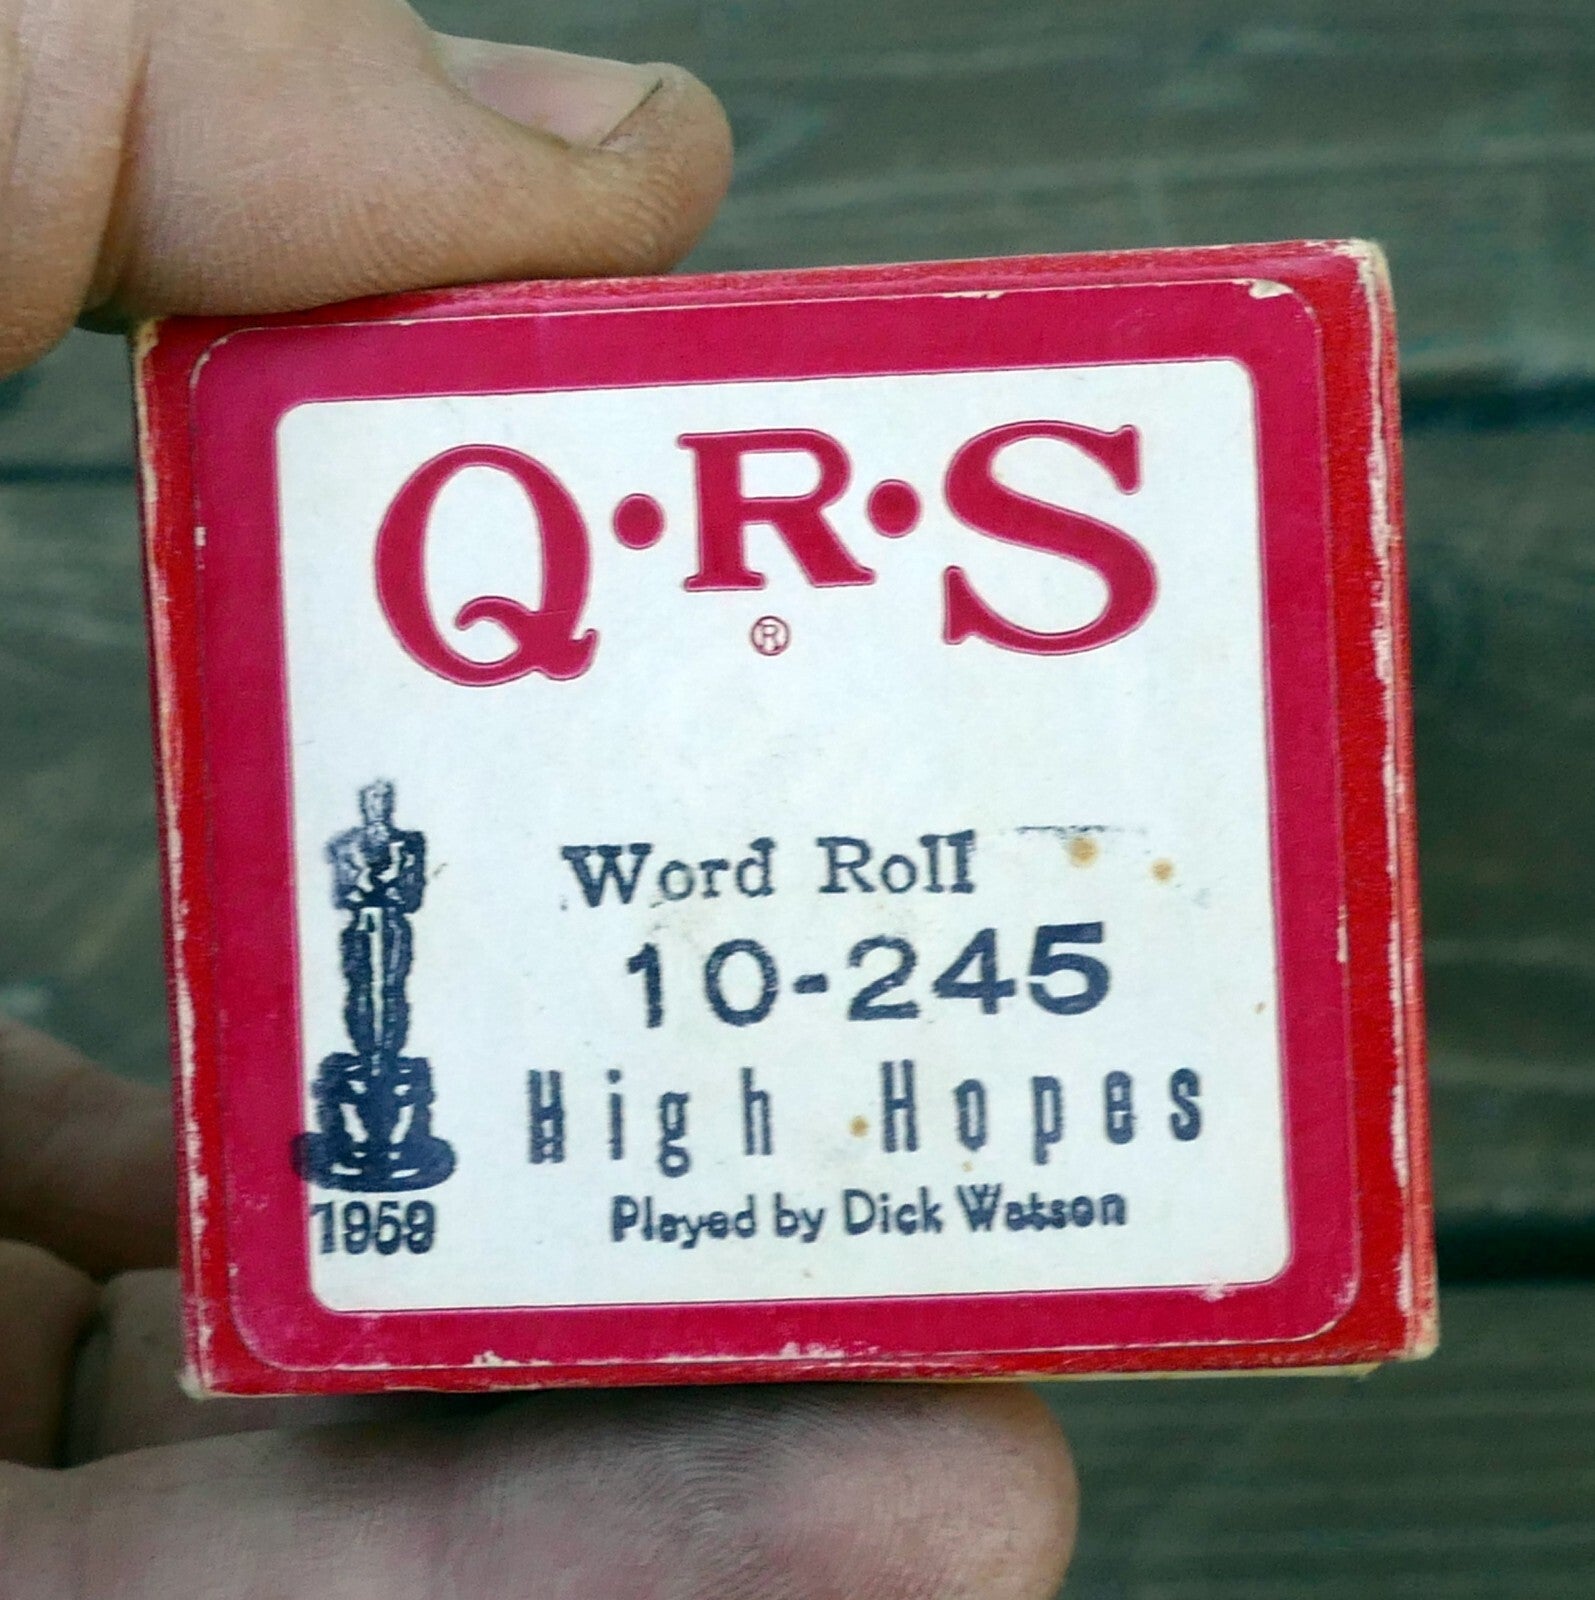 Q·R·S
®
Word Roll
10-245
High Hopes
Played by Dick Watson
1959